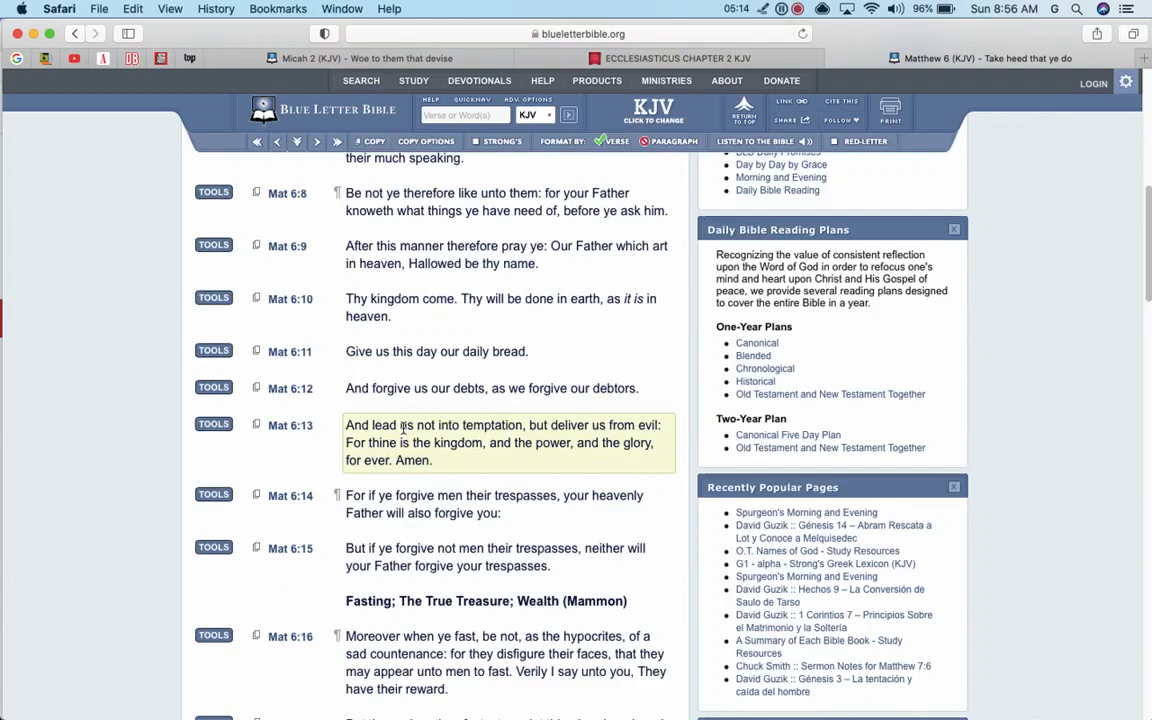 Safari File Edit View History Bookmarks Window Help 05:14 96% Sun 8:56 AM G
blueletterbible.org
Micah 2 (KJV) - Woe to them that devise
ECCLESIASTICUS CHAPTER 2 KJV
Matthew 6 (KJV) - Take heed that ye do
SEARCH STUDY DEVOTIONALS HELP PRODUCTS MINISTRIES ABOUT DONATE
LOGIN
BLUE LETTER BIBLE
HELP QUICKNAV ADV. OPTIONS
Verse or Word(s) KJV
KJV
CLICK TO CHANGE
RETURN
TO TOP
LINK CITE THIS
SHARE FOLLOW
PRINT
COPY COPY OPTIONS STRONG'S FORMAT BY: VERSE PARAGRAPH LISTEN TO THE BIBLE RED-LETTER
their much speaking.
TOOLS Mat 6:8 ¶ Be not ye therefore like unto them: for your Father
knoweth what things ye have need of, before ye ask him.
TOOLS Mat 6:9 After this manner therefore pray ye: Our Father which art
in heaven, Hallowed be thy name.
TOOLS Mat 6:10 Thy kingdom come. Thy will be done in earth, as it is in
heaven.
TOOLS Mat 6:11 Give us this day our daily bread.
TOOLS Mat 6:12 And forgive us our debts, as we forgive our debtors.
TOOLS Mat 6:13 And lead us not into temptation, but deliver us from evil:
For thine is the kingdom, and the power, and the glory,
for ever. Amen.
TOOLS Mat 6:14 ¶ For if ye forgive men their trespasses, your heavenly
Father will also forgive you:
TOOLS Mat 6:15 But if ye forgive not men their trespasses, neither will
your Father forgive your trespasses.
Fasting; The True Treasure; Wealth (Mammon)
TOOLS Mat 6:16 ¶ Moreover when ye fast, be not, as the hypocrites, of a
sad countenance: for they disfigure their faces, that they
may appear unto men to fast. Verily I say unto you, They
have their reward.
Day by Day by Grace
Morning and Evening
Daily Bible Reading
Daily Bible Reading Plans
Recognizing the value of consistent reflection
upon the Word of God in order to refocus one's
mind and heart upon Christ and His Gospel of
peace, we provide several reading plans designed
to cover the entire Bible in a year.
One-Year Plans
Canonical
Blended
Chronological
Historical
Old Testament and New Testament Together
Two-Year Plan
Canonical Five Day Plan
Old Testament and New Testament Together
Recently Popular Pages
Spurgeon's Morning and Evening
David Guzik :: Génesis 14 – Abram Rescata a
Lot y Conoce a Melquisedec
O.T. Names of God - Study Resources
G1 - alpha - Strong's Greek Lexicon (KJV)
Spurgeon's Morning and Evening
David Guzik :: Hechos 9 – La Conversión de
Saulo de Tarso
David Guzik :: 1 Corintios 7 – Principios Sobre
el Matrimonio y la Soltería
A Summary of Each Bible Book - Study
Resources
Chuck Smith :: Sermon Notes for Matthew 7:6
David Guzik :: Génesis 3 – La tentación y
caída del hombre